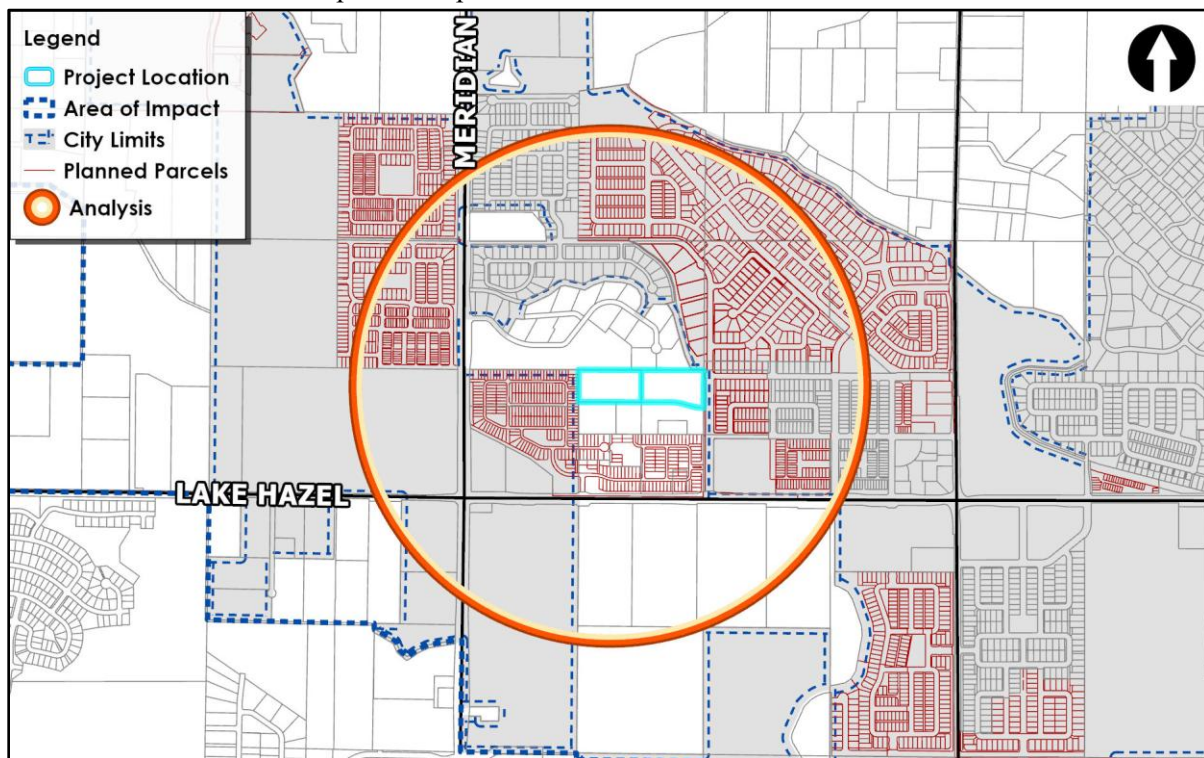 Legend
Project Location
Area of Impact
City Limits
Planned Parcels
Analysis
MERIDIAN
LAKE HAZEL